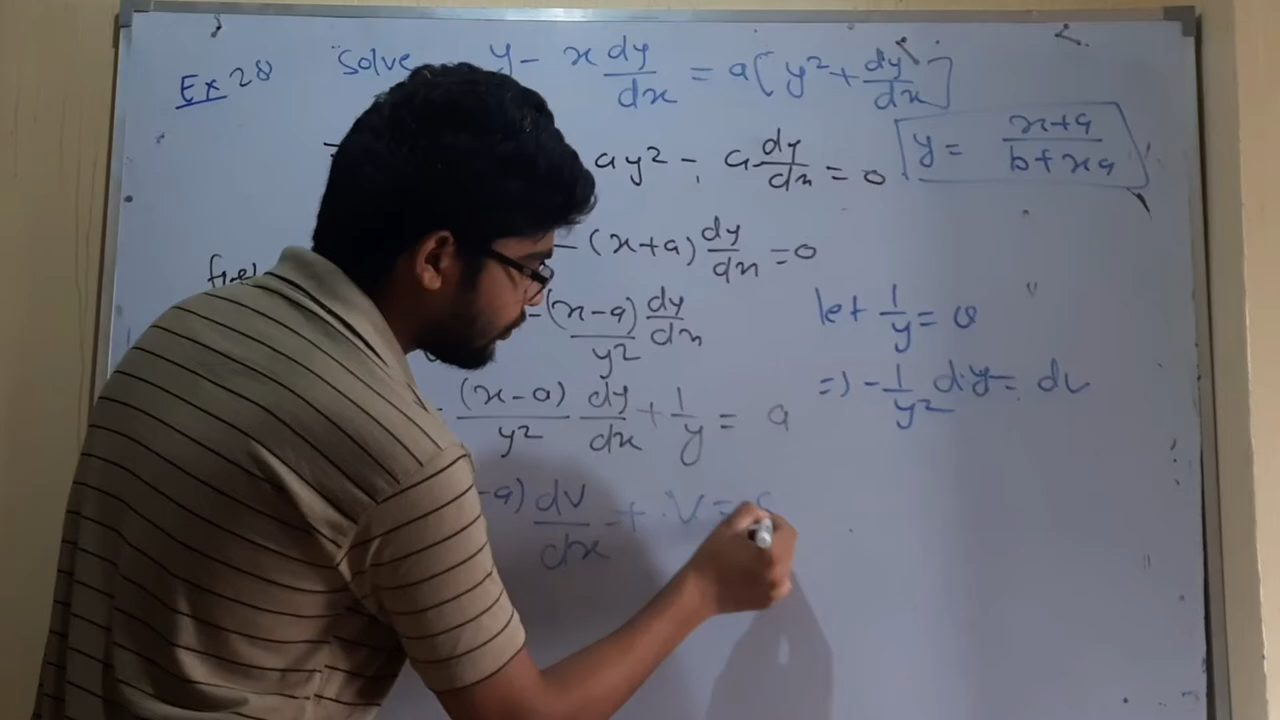 Ex 28 Solve y - x dy/dx = a[y² + dy/dx]
ay² - a dy/dx = 0
y = x+a / b+xa
- (x+a) dy/dx = 0
-(x-a)/y² dy/dx
let 1/y = v
(x-a)/y² dy/dx + 1/y = a
=) -1/y² dy = dv
-a) dv/dx + V =